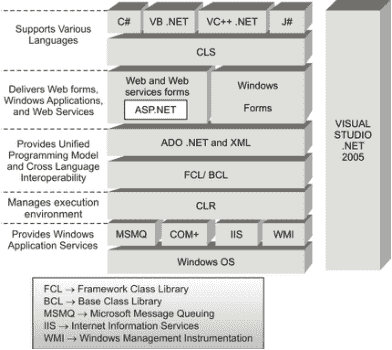 Supports Various
Languages
C# VB .NET VC++ .NET J#
CLS
Delivers Web forms,
Windows Applications,
and Web Services
Web and Web
services forms
ASP.NET
Windows
Forms
Provides Unified
Programming Model
and Cross Language
Interoperability
ADO .NET and XML
FCL/ BCL
Manages execution
environment
CLR
Provides Windows
Application Services
MSMQ COM+ IIS WMI
Windows OS
VISUAL
STUDIO
.NET
2005
FCL → Framework Class Library
BCL → Base Class Library
MSMQ → Microsoft Message Queuing
IIS → Internet Information Services
WMI → Windows Management Instrumentation